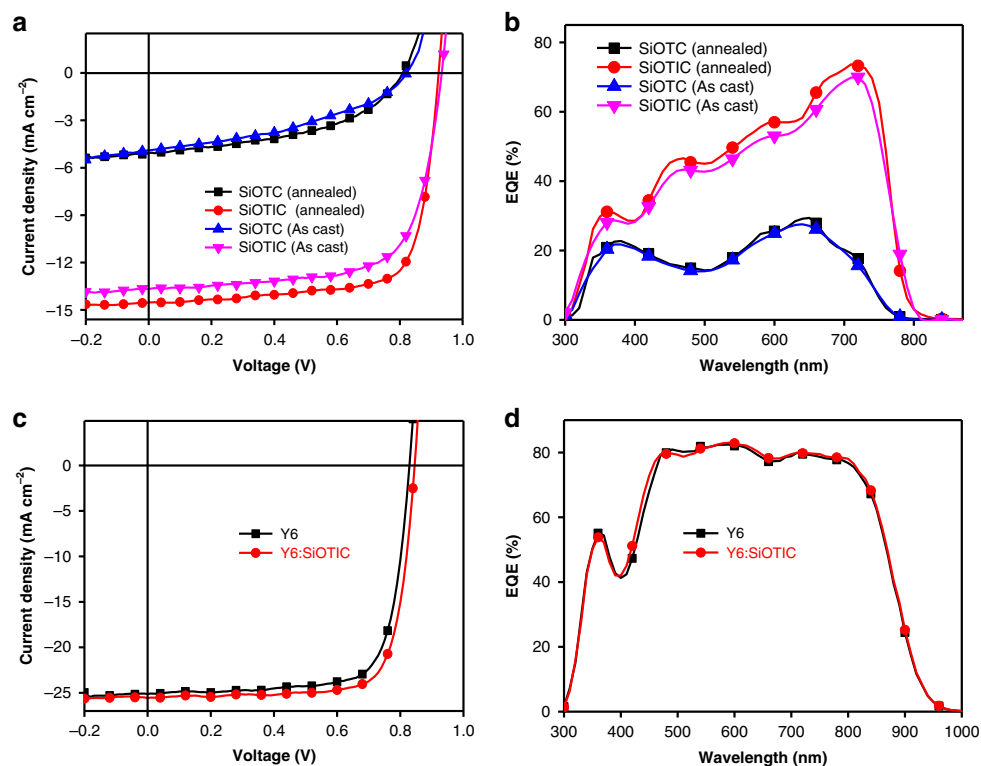 a
Current density (mA cm⁻²)
0
–3
–6
–9
–12
–15
SiOTC (annealed)
SiOTIC (annealed)
SiOTC (As cast)
SiOTIC (As cast)
–0.2 0.0 0.2 0.4 0.6 0.8 1.0
Voltage (V)
b
EQE (%)
80
60
40
20
0
SiOTC (annealed)
SiOTIC (annealed)
SiOTC (As cast)
SiOTIC (As cast)
300 400 500 600 700 800
Wavelength (nm)
c
Current density (mA cm⁻²)
0
–5
–10
–15
–20
–25
Y6
Y6:SiOTIC
–0.2 0.0 0.2 0.4 0.6 0.8 1.0
Voltage (V)
d
EQE (%)
80
60
40
20
0
Y6
Y6:SiOTIC
300 400 500 600 700 800 900 1000
Wavelength (nm)